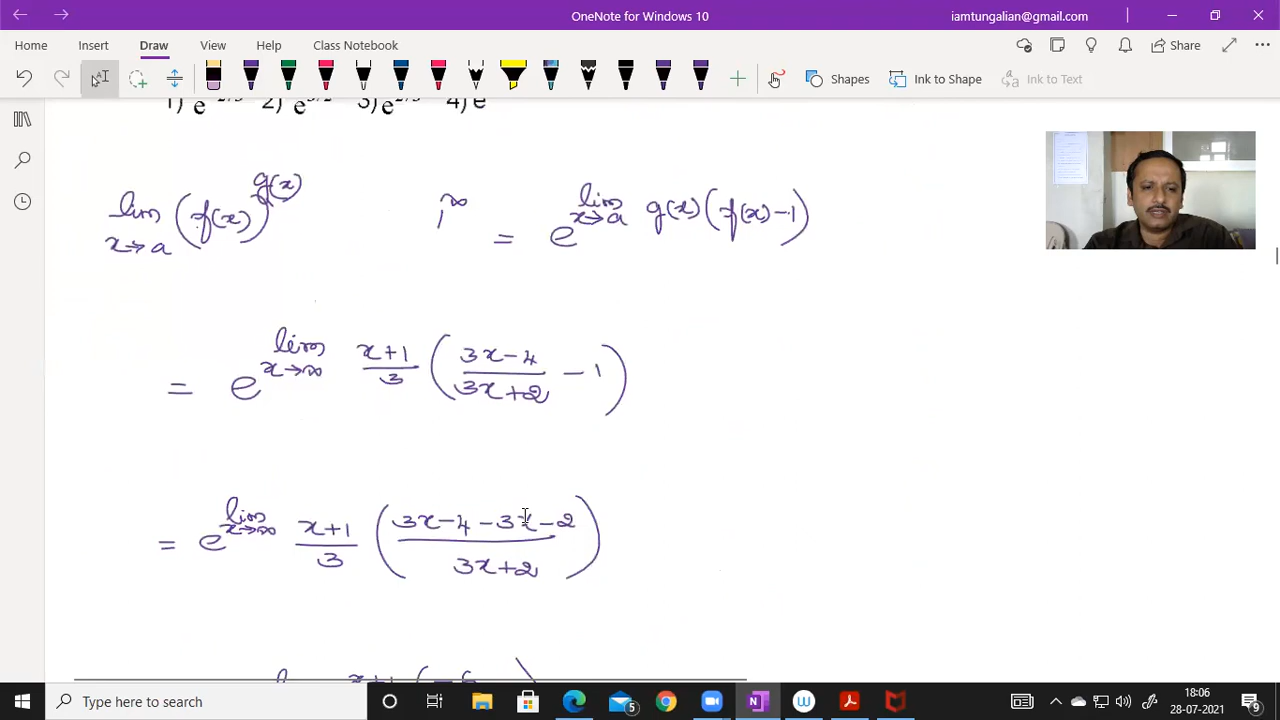 OneNote for Windows 10
iamtungalian@gmail.com
Home Insert Draw View Help Class Notebook Share
Shapes Ink to Shape Ink to Text
lim x→a (f(x))^g(x) 1^∞ = e^lim x→a g(x)(f(x)-1)
= e^lim x→∞ x+1/3 (3x-4/3x+2 - 1)
= e^lim x→∞ x+1/3 (3x-4-3x-2/3x+2)
Type here to search
5
W
18:06
28-07-2021
9